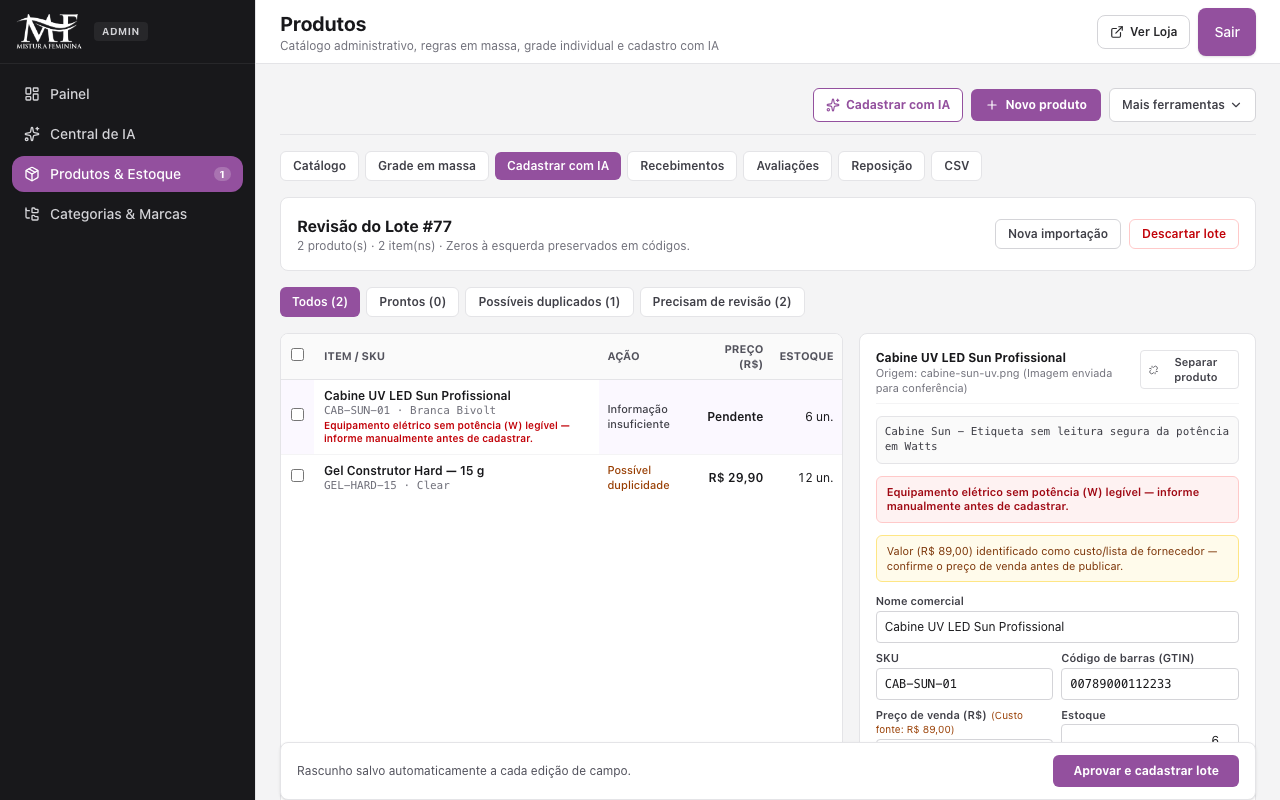 MF
MISTURA FEMININA
ADMIN
Painel
Central de IA
Produtos & Estoque 1
Categorias & Marcas
Produtos
Catálogo administrativo, regras em massa, grade individual e cadastro com IA
Ver Loja
Sair
Cadastrar com IA
Novo produto
Mais ferramentas
Catálogo
Grade em massa
Cadastrar com IA
Recebimentos
Avaliações
Reposição
CSV
Revisão do Lote #77
2 produto(s) · 2 item(ns) · Zeros à esquerda preservados em códigos.
Nova importação
Descartar lote
Todos (2)
Prontos (0)
Possíveis duplicados (1)
Precisam de revisão (2)
ITEM / SKU
AÇÃO
PREÇO
(R$)
ESTOQUE
Cabine UV LED Sun Profissional
CAB-SUN-01 · Branca Bivolt
Equipamento elétrico sem potência (W) legível —
informe manualmente antes de cadastrar.
Informação
insuficiente
Pendente
6 un.
Gel Construtor Hard — 15 g
GEL-HARD-15 · Clear
Possível
duplicidade
R$ 29,90
12 un.
Cabine UV LED Sun Profissional
Origem: cabine-sun-uv.png (Imagem enviada
para conferência)
Separar
produto
Cabine Sun — Etiqueta sem leitura segura da potência
em Watts
Equipamento elétrico sem potência (W) legível — informe
manualmente antes de cadastrar.
Valor (R$ 89,00) identificado como custo/lista de fornecedor —
confirme o preço de venda antes de publicar.
Nome comercial
Cabine UV LED Sun Profissional
SKU
Código de barras (GTIN)
CAB-SUN-01
00789000112233
Preço de venda (R$) (Custo
fonte: R$ 89,00)
Estoque
6
Rascunho salvo automaticamente a cada edição de campo.
Aprovar e cadastrar lote